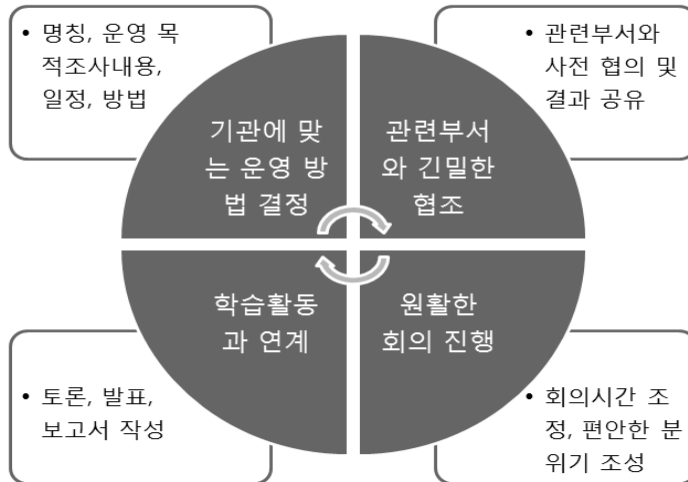 • 명칭, 운영 목
적조사내용,
일정, 방법
기관에 맞
는 운영 방
법 결정
• 관련부서와
사전 협의 및
결과 공유
관련부서
와 긴밀한
협조
학습활동
과 연계
• 토론, 발표,
보고서 작성
원활한
회의 진행
• 회의시간 조
정, 편안한 분
위기 조성